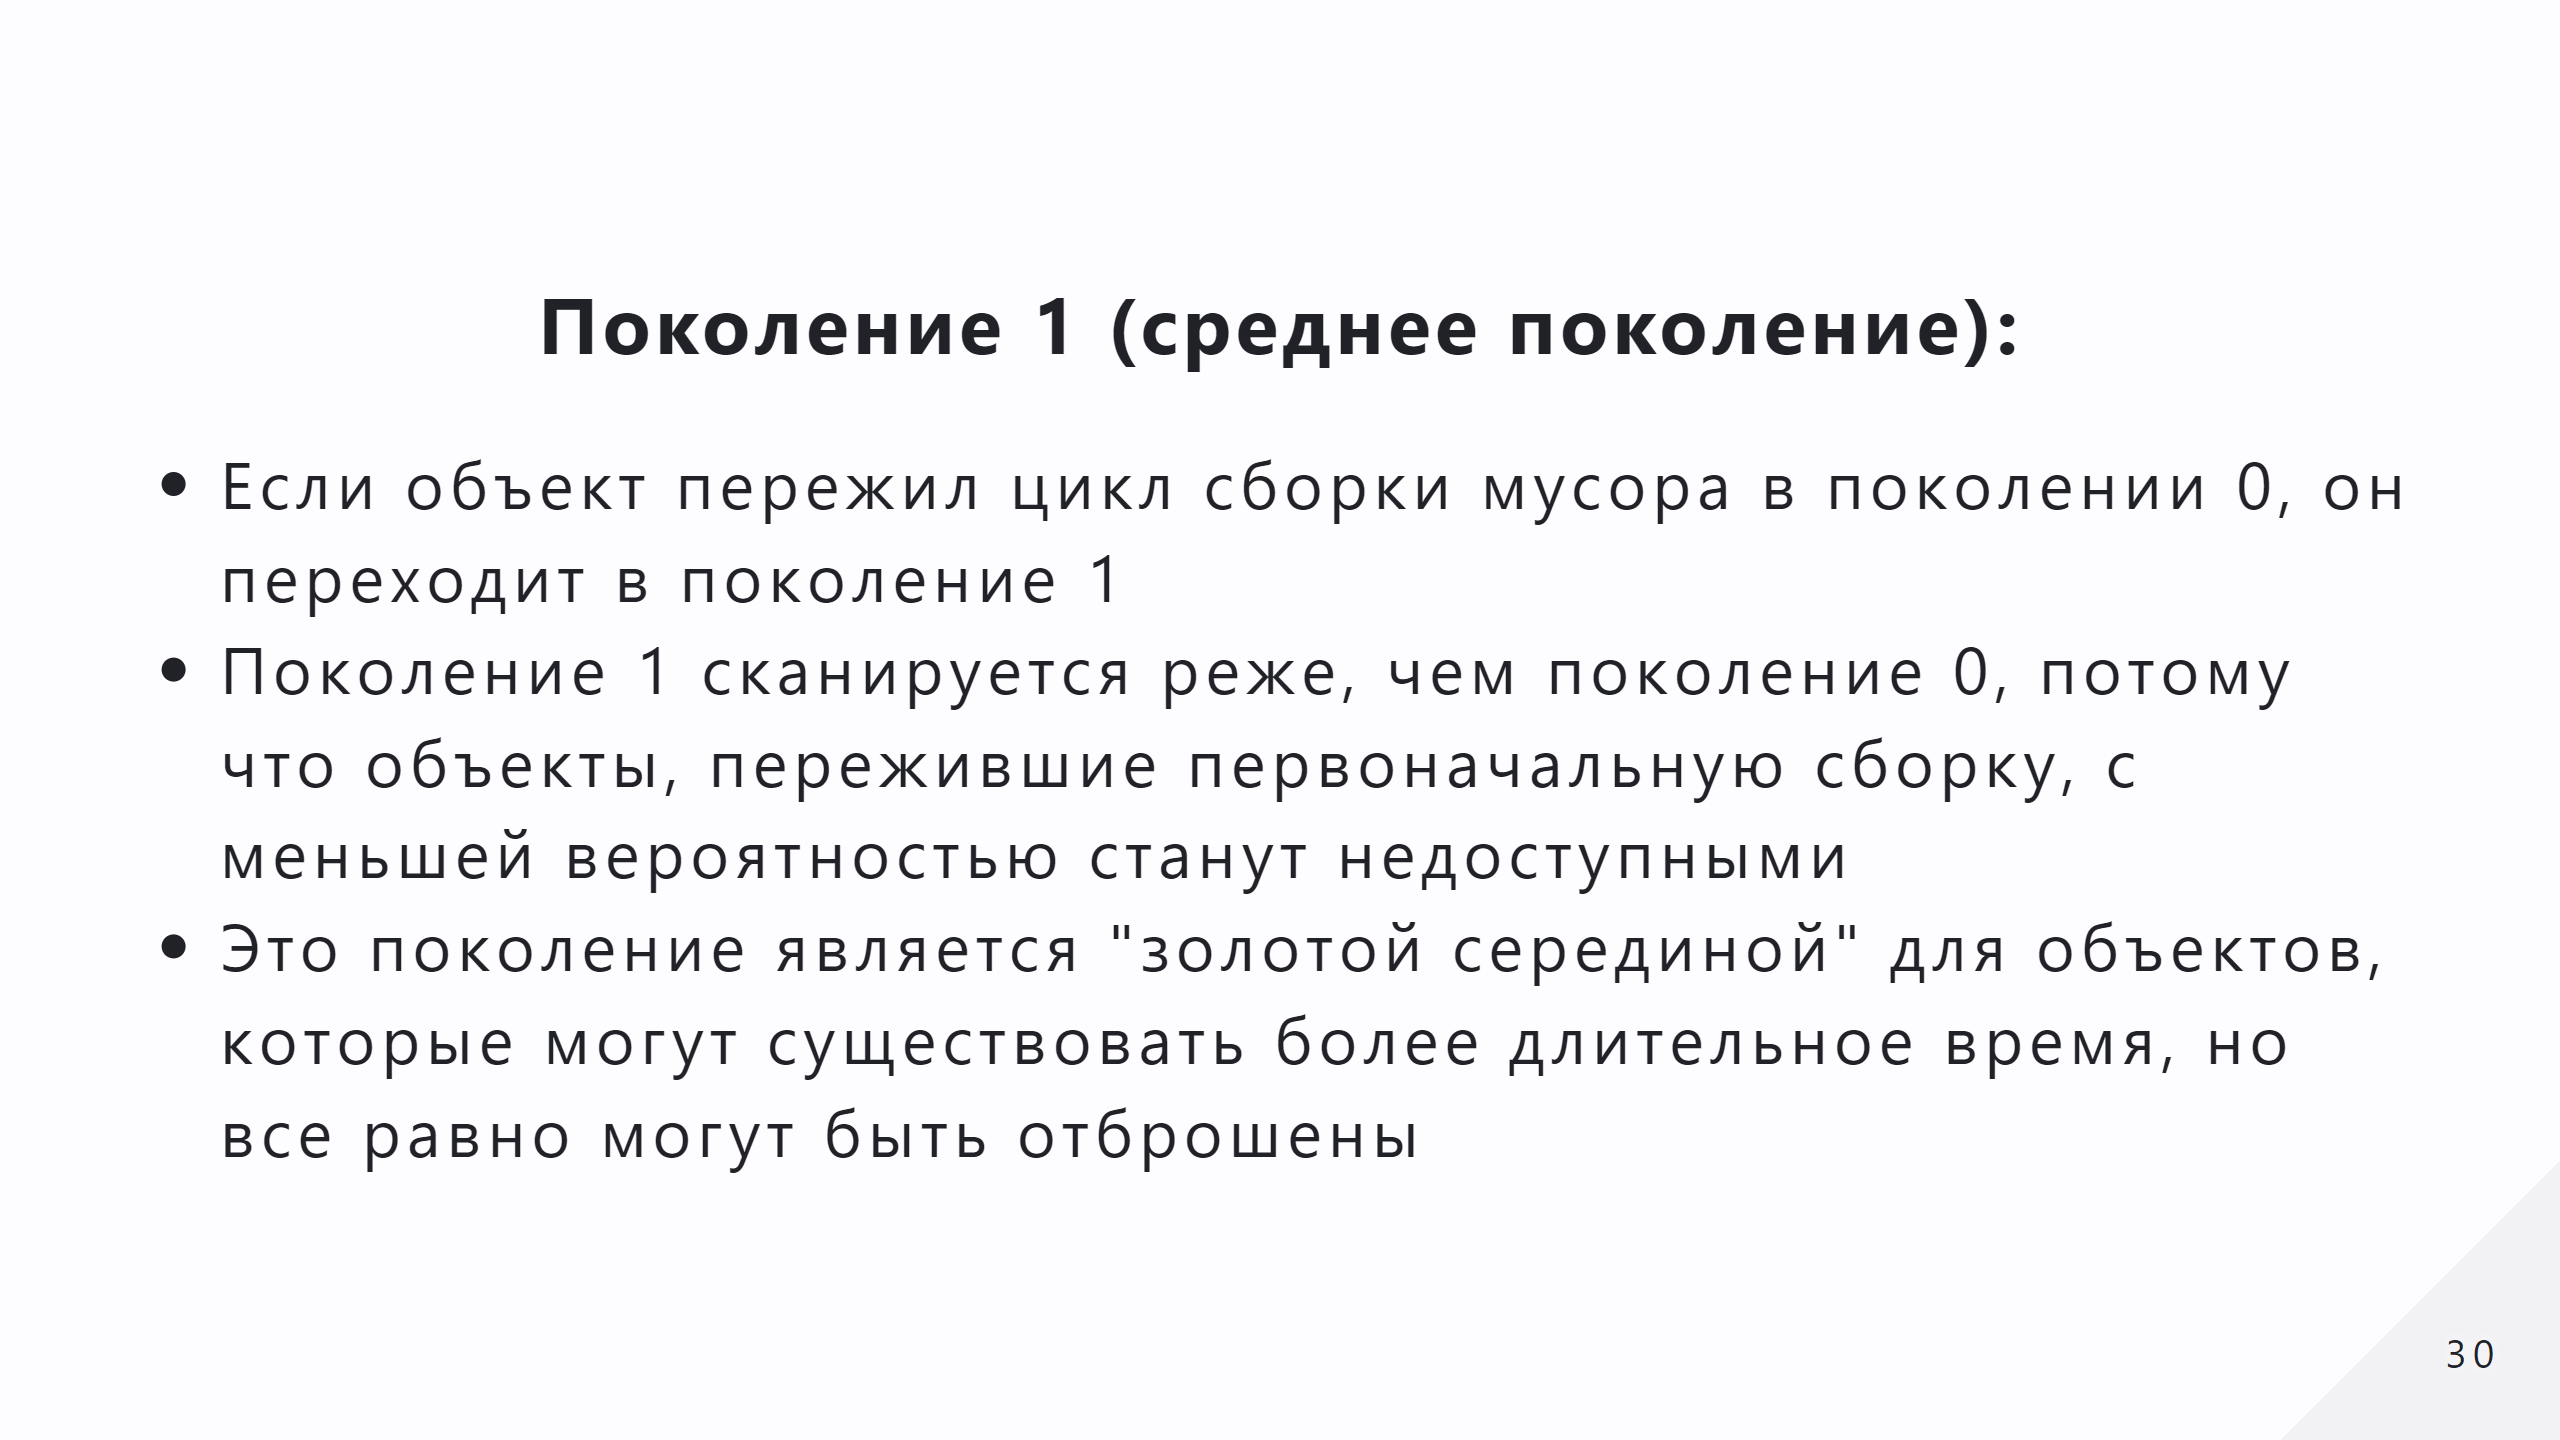 Поколение 1 (среднее поколение):
• Если объект пережил цикл сборки мусора в поколении 0, он
переходит в поколение 1
• Поколение 1 сканируется реже, чем поколение 0, потому
что объекты, пережившие первоначальную сборку, с
меньшей вероятностью станут недоступными
• Это поколение является "золотой серединой" для объектов,
которые могут существовать более длительное время, но
все равно могут быть отброшены
30